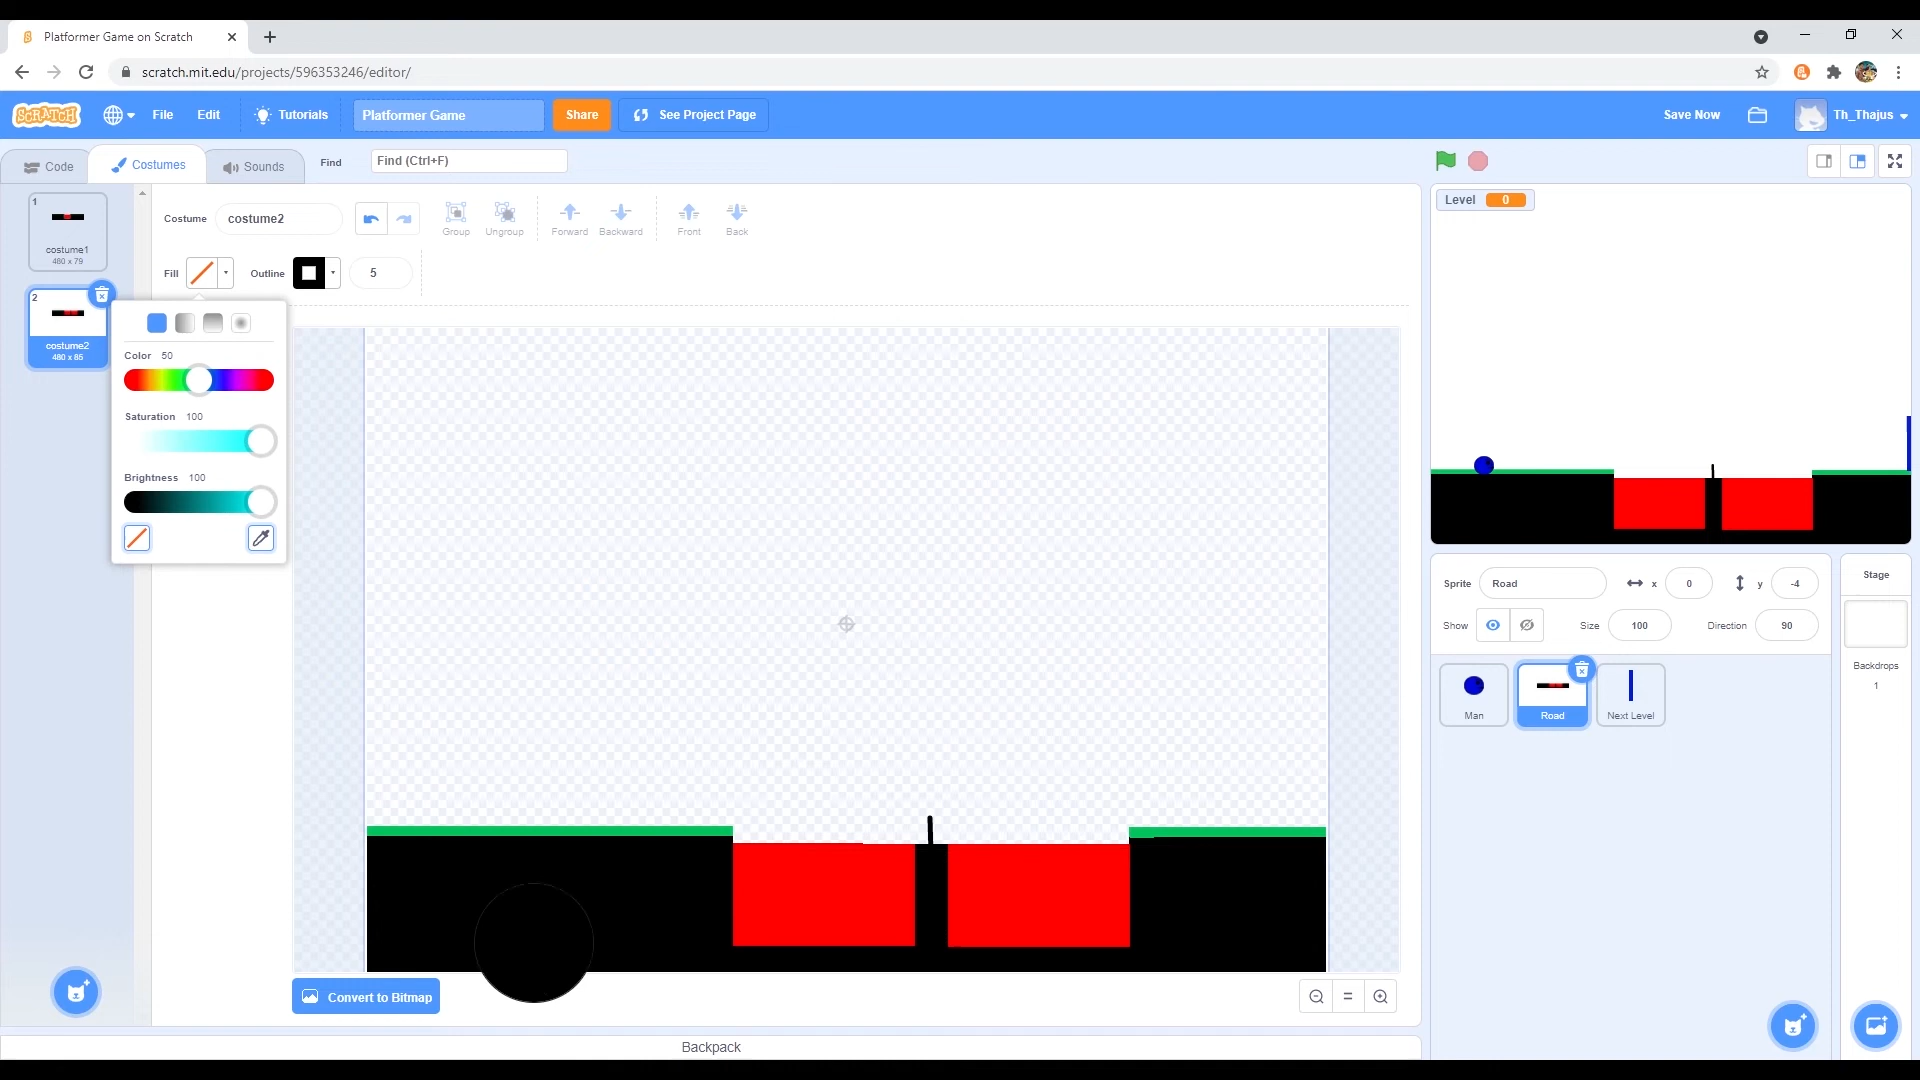 Platformer Game on Scratch
scratch.mit.edu/projects/596353246/editor/
SCRATCH
File
Edit
Tutorials
Platformer Game
Share
See Project Page
Save Now
Th_Thajus
Code
Costumes
Sounds
Find
Find (Ctrl+F)
Level 0
1
costume1
480 x 79
2
costume2
480 x 85
Costume
costume2
Group
Ungroup
Forward
Backward
Front
Back
Fill
Outline
5
Color 50
Saturation 100
Brightness 100
Convert to Bitmap
Backpack
Sprite
Road
x
0
y
-4
Show
Size
100
Direction
90
Man
Road
Next Level
Stage
Backdrops
1